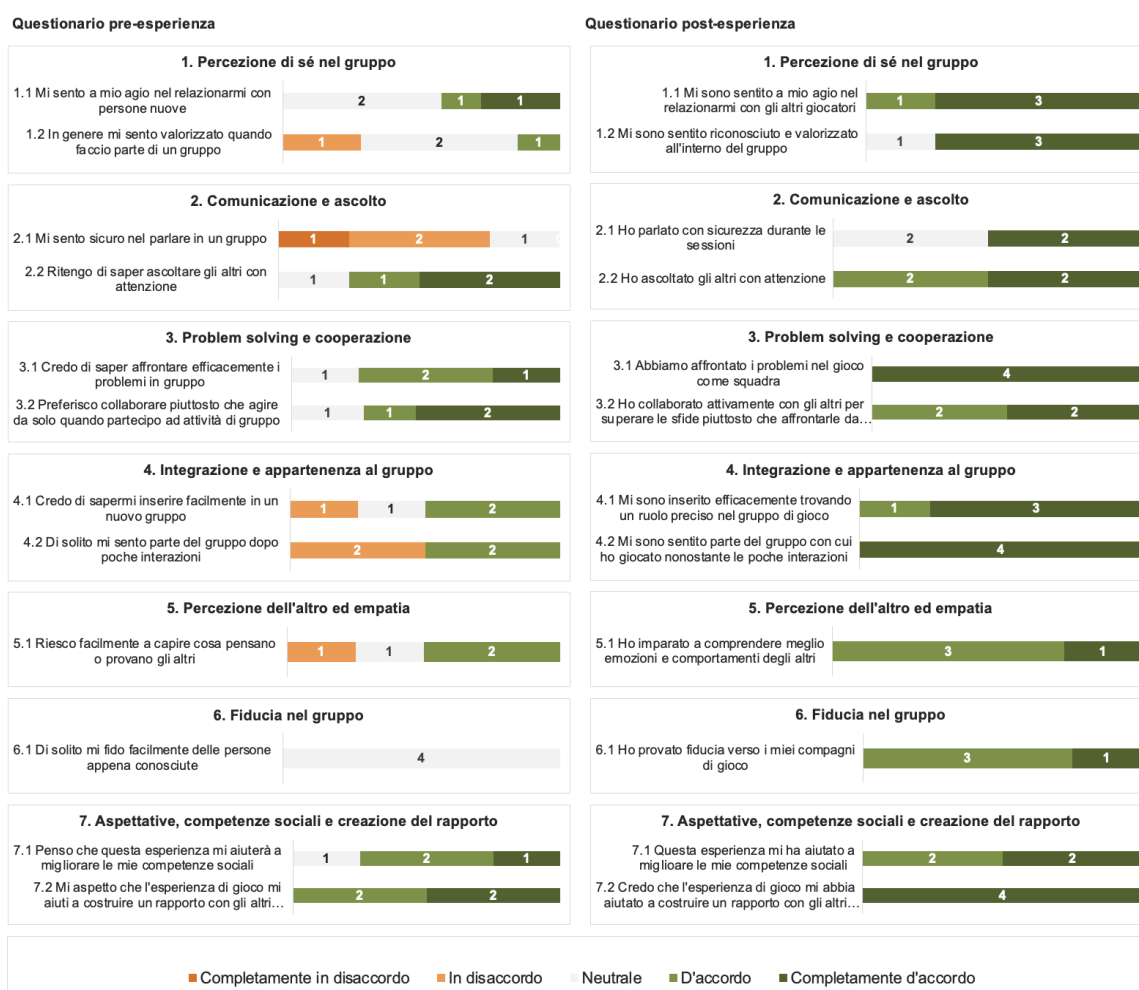 Questionario pre-esperienza
1. Percezione di sé nel gruppo
1.1 Mi sento a mio agio nel relazionarmi con
persone nuove
2 1 1
1.2 In genere mi sento valorizzato quando
faccio parte di un gruppo
1 2 1
2. Comunicazione e ascolto
2.1 Mi sento sicuro nel parlare in un gruppo
1 2 1
2.2 Ritengo di saper ascoltare gli altri con
attenzione
1 1 2
3. Problem solving e cooperazione
3.1 Credo di saper affrontare efficacemente i
problemi in gruppo
1 2 1
3.2 Preferisco collaborare piuttosto che agire
da solo quando partecipo ad attività di gruppo
1 1 2
4. Integrazione e appartenenza al gruppo
4.1 Credo di sapermi inserire facilmente in un
nuovo gruppo
1 1 2
4.2 Di solito mi sento parte del gruppo dopo
poche interazioni
2 2
5. Percezione dell'altro ed empatia
5.1 Riesco facilmente a capire cosa pensano
o provano gli altri
1 1 2
6. Fiducia nel gruppo
6.1 Di solito mi fido facilmente delle persone
appena conosciute
4
7. Aspettative, competenze sociali e creazione del rapporto
7.1 Penso che questa esperienza mi aiuterà a
migliorare le mie competenze sociali
1 2 1
7.2 Mi aspetto che l'esperienza di gioco mi
aiuti a costruire un rapporto con gli altri…
2 2
Questionario post-esperienza
1. Percezione di sé nel gruppo
1.1 Mi sono sentito a mio agio nel
relazionarmi con gli altri giocatori
1 3
1.2 Mi sono sentito riconosciuto e valorizzato
all'interno del gruppo
1 3
2. Comunicazione e ascolto
2.1 Ho parlato con sicurezza durante le
sessioni
2 2
2.2 Ho ascoltato gli altri con attenzione
2 2
3. Problem solving e cooperazione
3.1 Abbiamo affrontato i problemi nel gioco
come squadra
4
3.2 Ho collaborato attivamente con gli altri per
superare le sfide piuttosto che affrontarle da…
2 2
4. Integrazione e appartenenza al gruppo
4.1 Mi sono inserito efficacemente trovando
un ruolo preciso nel gruppo di gioco
1 3
4.2 Mi sono sentito parte del gruppo con cui
ho giocato nonostante le poche interazioni
4
5. Percezione dell'altro ed empatia
5.1 Ho imparato a comprendere meglio
emozioni e comportamenti degli altri
3 1
6. Fiducia nel gruppo
6.1 Ho provato fiducia verso i miei compagni
di gioco
3 1
7. Aspettative, competenze sociali e creazione del rapporto
7.1 Questa esperienza mi ha aiutato a
miglioare le mie competenze sociali
2 2
7.2 Credo che l'esperienza di gioco mi abbia
aiutato a costruire un rapporto con gli altri…
4
Completamente in disaccordo In disaccordo Neutrale D'accordo Completamente d'accordo